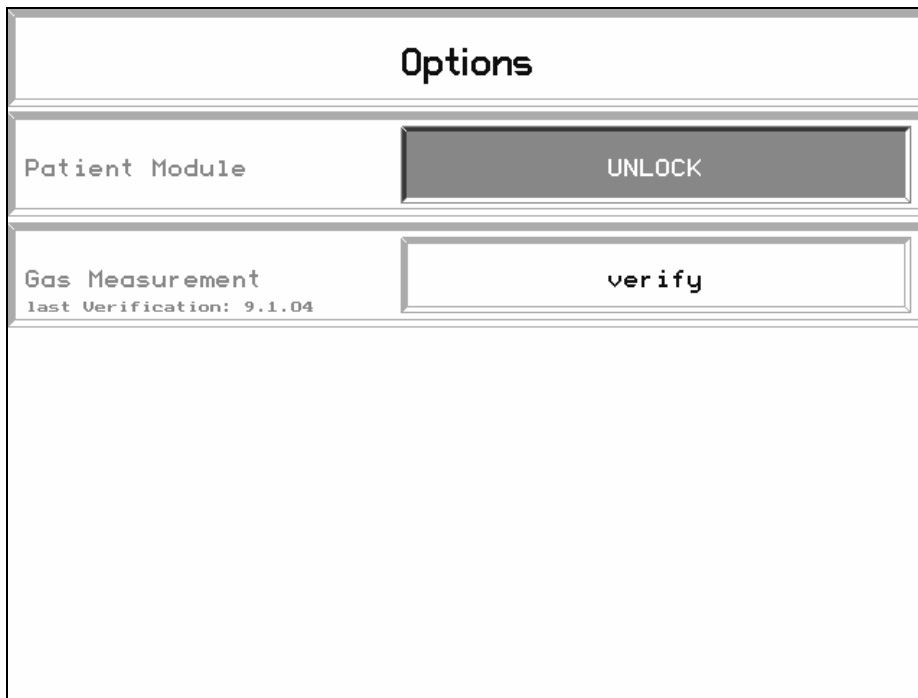 Options
Patient Module
UNLOCK
Gas Measurement
verify
last Verification: 9.1.04